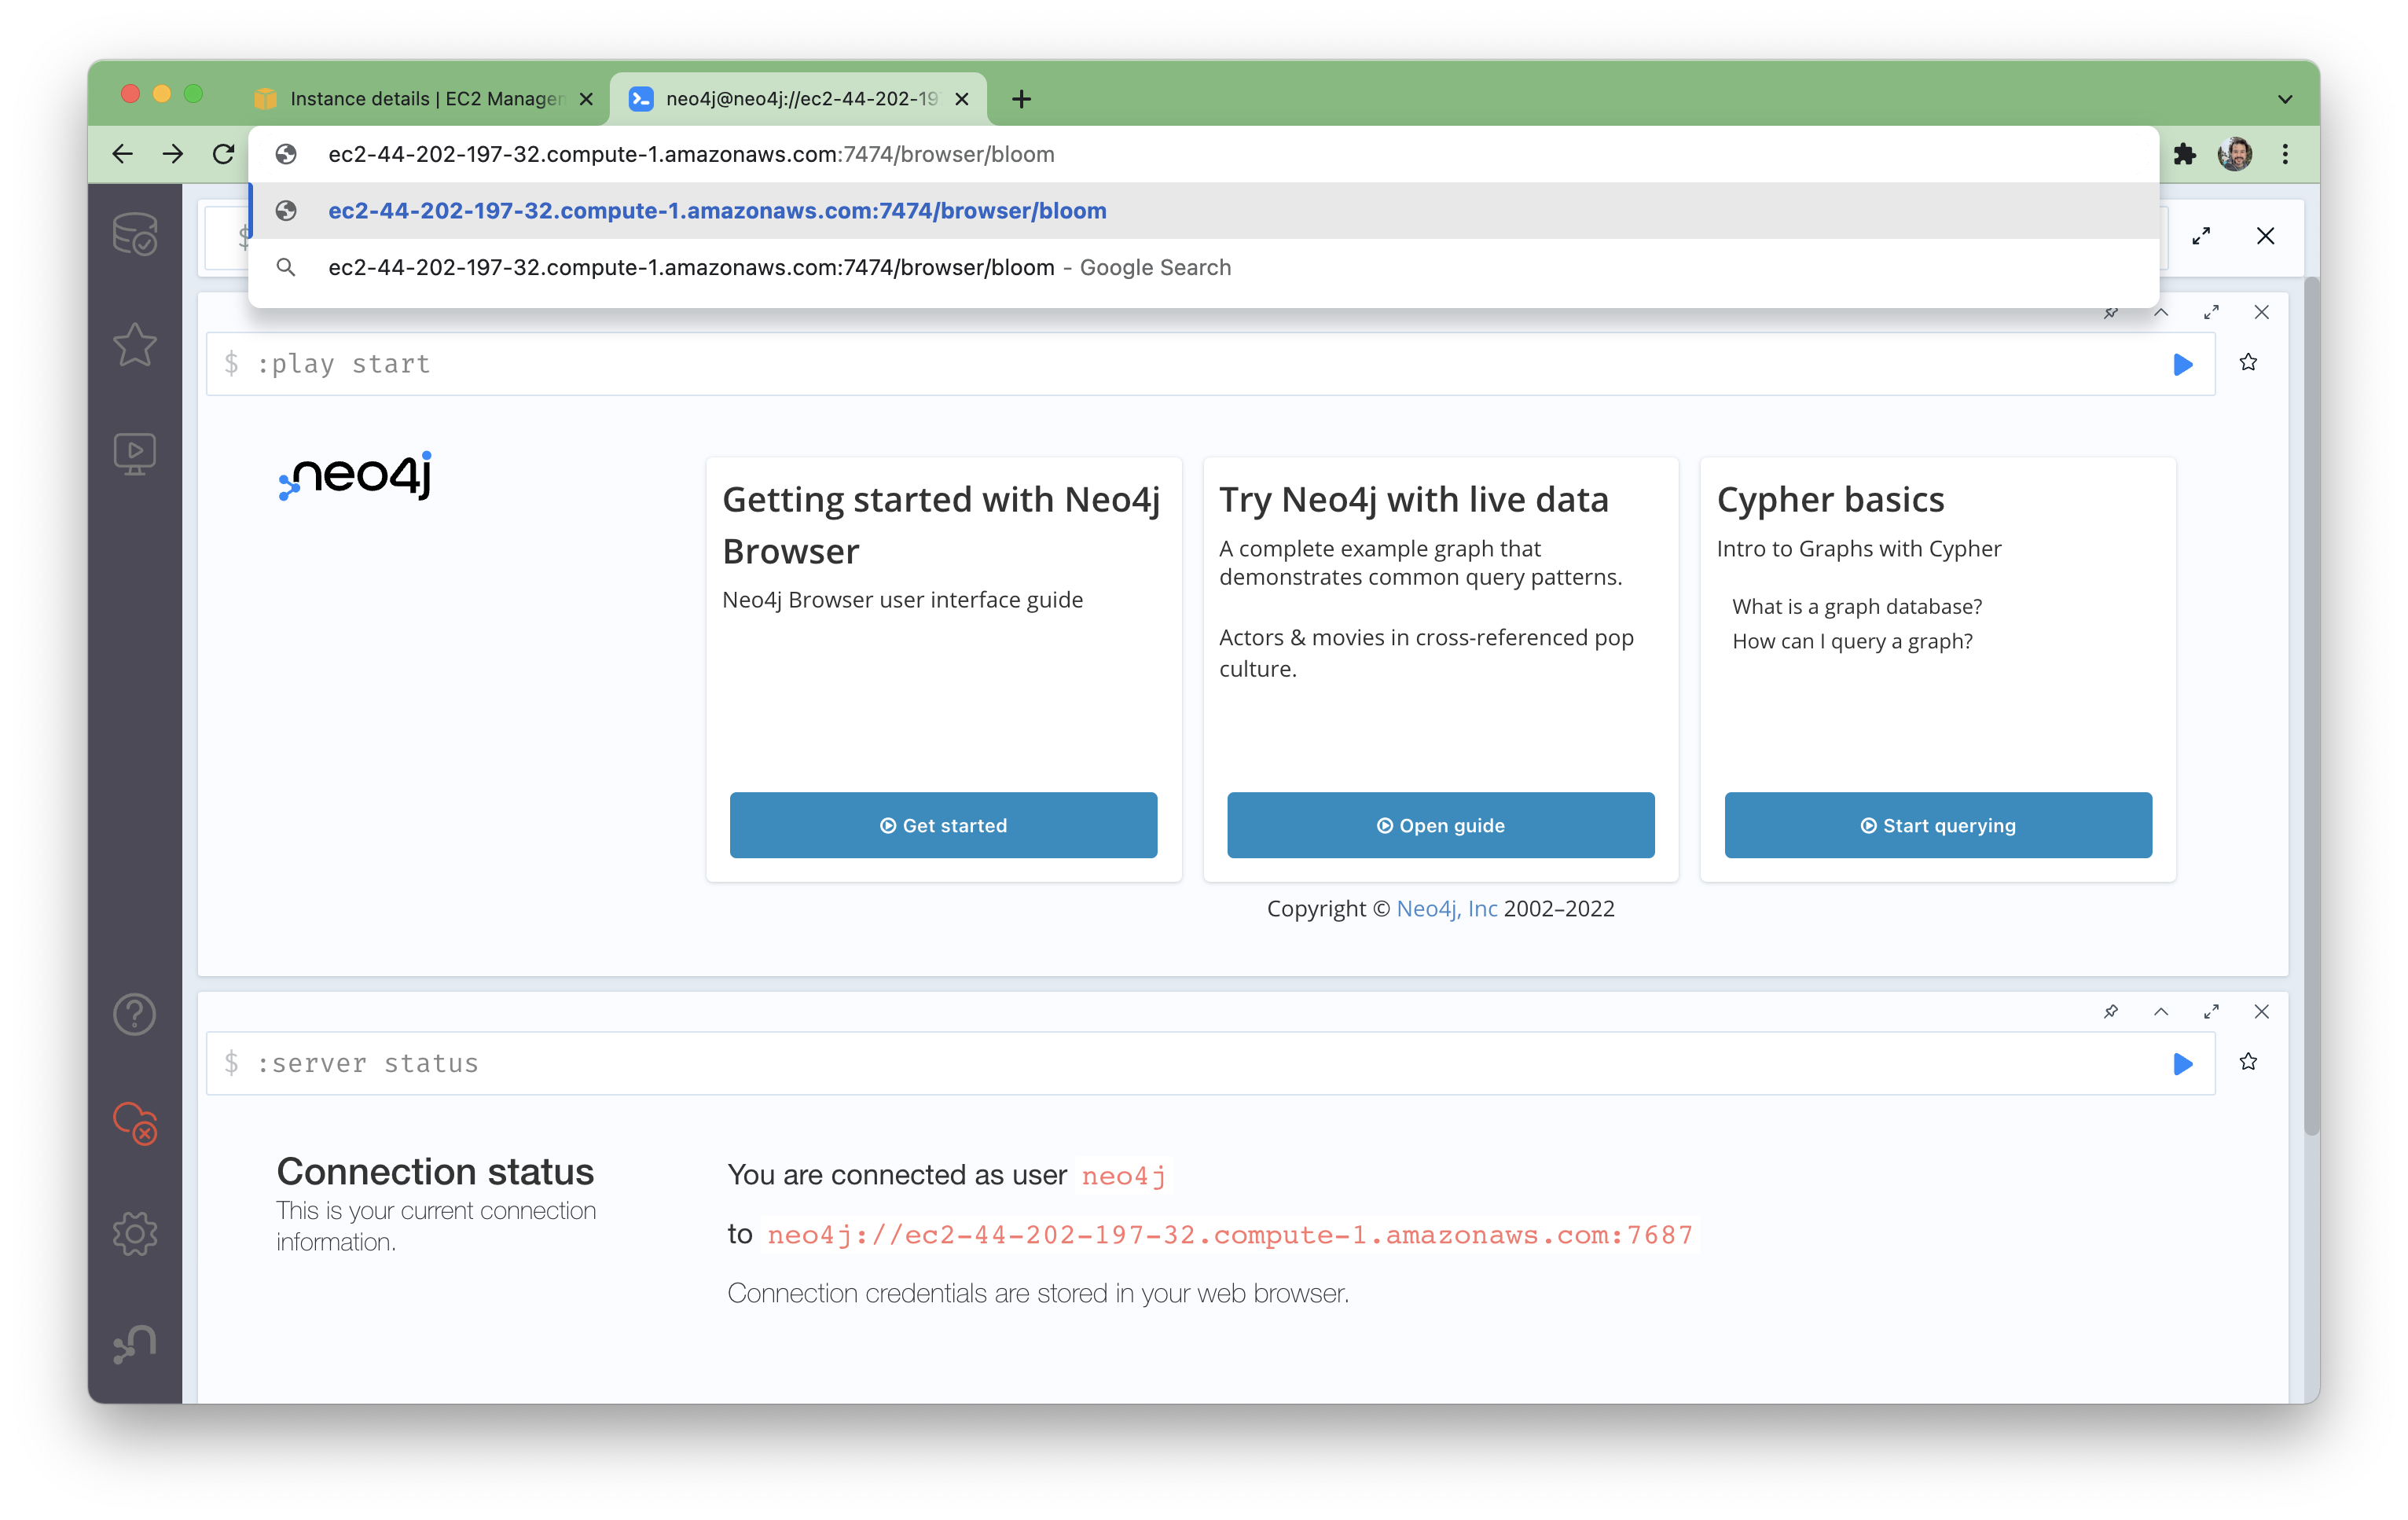 Instance details | EC2 Manager
neo4j@neo4j://ec2-44-202-19
ec2-44-202-197-32.compute-1.amazonaws.com:7474/browser/bloom
ec2-44-202-197-32.compute-1.amazonaws.com:7474/browser/bloom
ec2-44-202-197-32.compute-1.amazonaws.com:7474/browser/bloom - Google Search
$
$ :play start
neo4j
Getting started with Neo4j
Browser
Neo4j Browser user interface guide
Get started
Try Neo4j with live data
A complete example graph that
demonstrates common query patterns.
Actors & movies in cross-referenced pop
culture.
Open guide
Cypher basics
Intro to Graphs with Cypher
What is a graph database?
How can I query a graph?
Start querying
Copyright © Neo4j, Inc 2002–2022
$ :server status
Connection status
This is your current connection
information.
You are connected as user neo4j
to neo4j://ec2-44-202-197-32.compute-1.amazonaws.com:7687
Connection credentials are stored in your web browser.